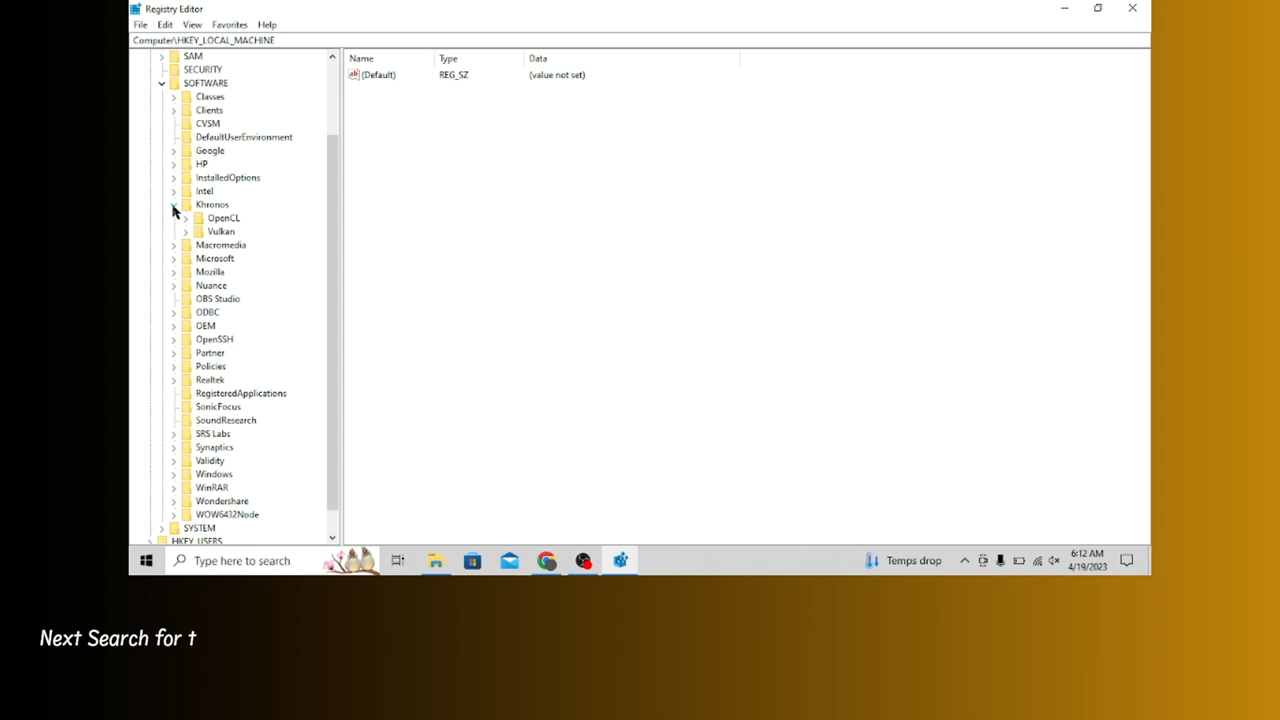 Registry Editor
File Edit View Favorites Help
Computer\HKEY_LOCAL_MACHINE
SAM
SECURITY
SOFTWARE
Classes
Clients
CVSM
DefaultUserEnvironment
Google
HP
InstalledOptions
Intel
Khronos
OpenCL
Vulkan
Macromedia
Microsoft
Mozilla
Nuance
OBS Studio
ODBC
OEM
OpenSSH
Partner
Policies
Realtek
RegisteredApplications
SonicFocus
SoundResearch
SRS Labs
Synaptics
Validity
Windows
WinRAR
Wondershare
WOW6432Node
SYSTEM
HKEY_USERS
Name Type Data
ab (Default) REG_SZ (value not set)
Type here to search
Temps drop
6:12 AM
4/19/2023
Next Search for t